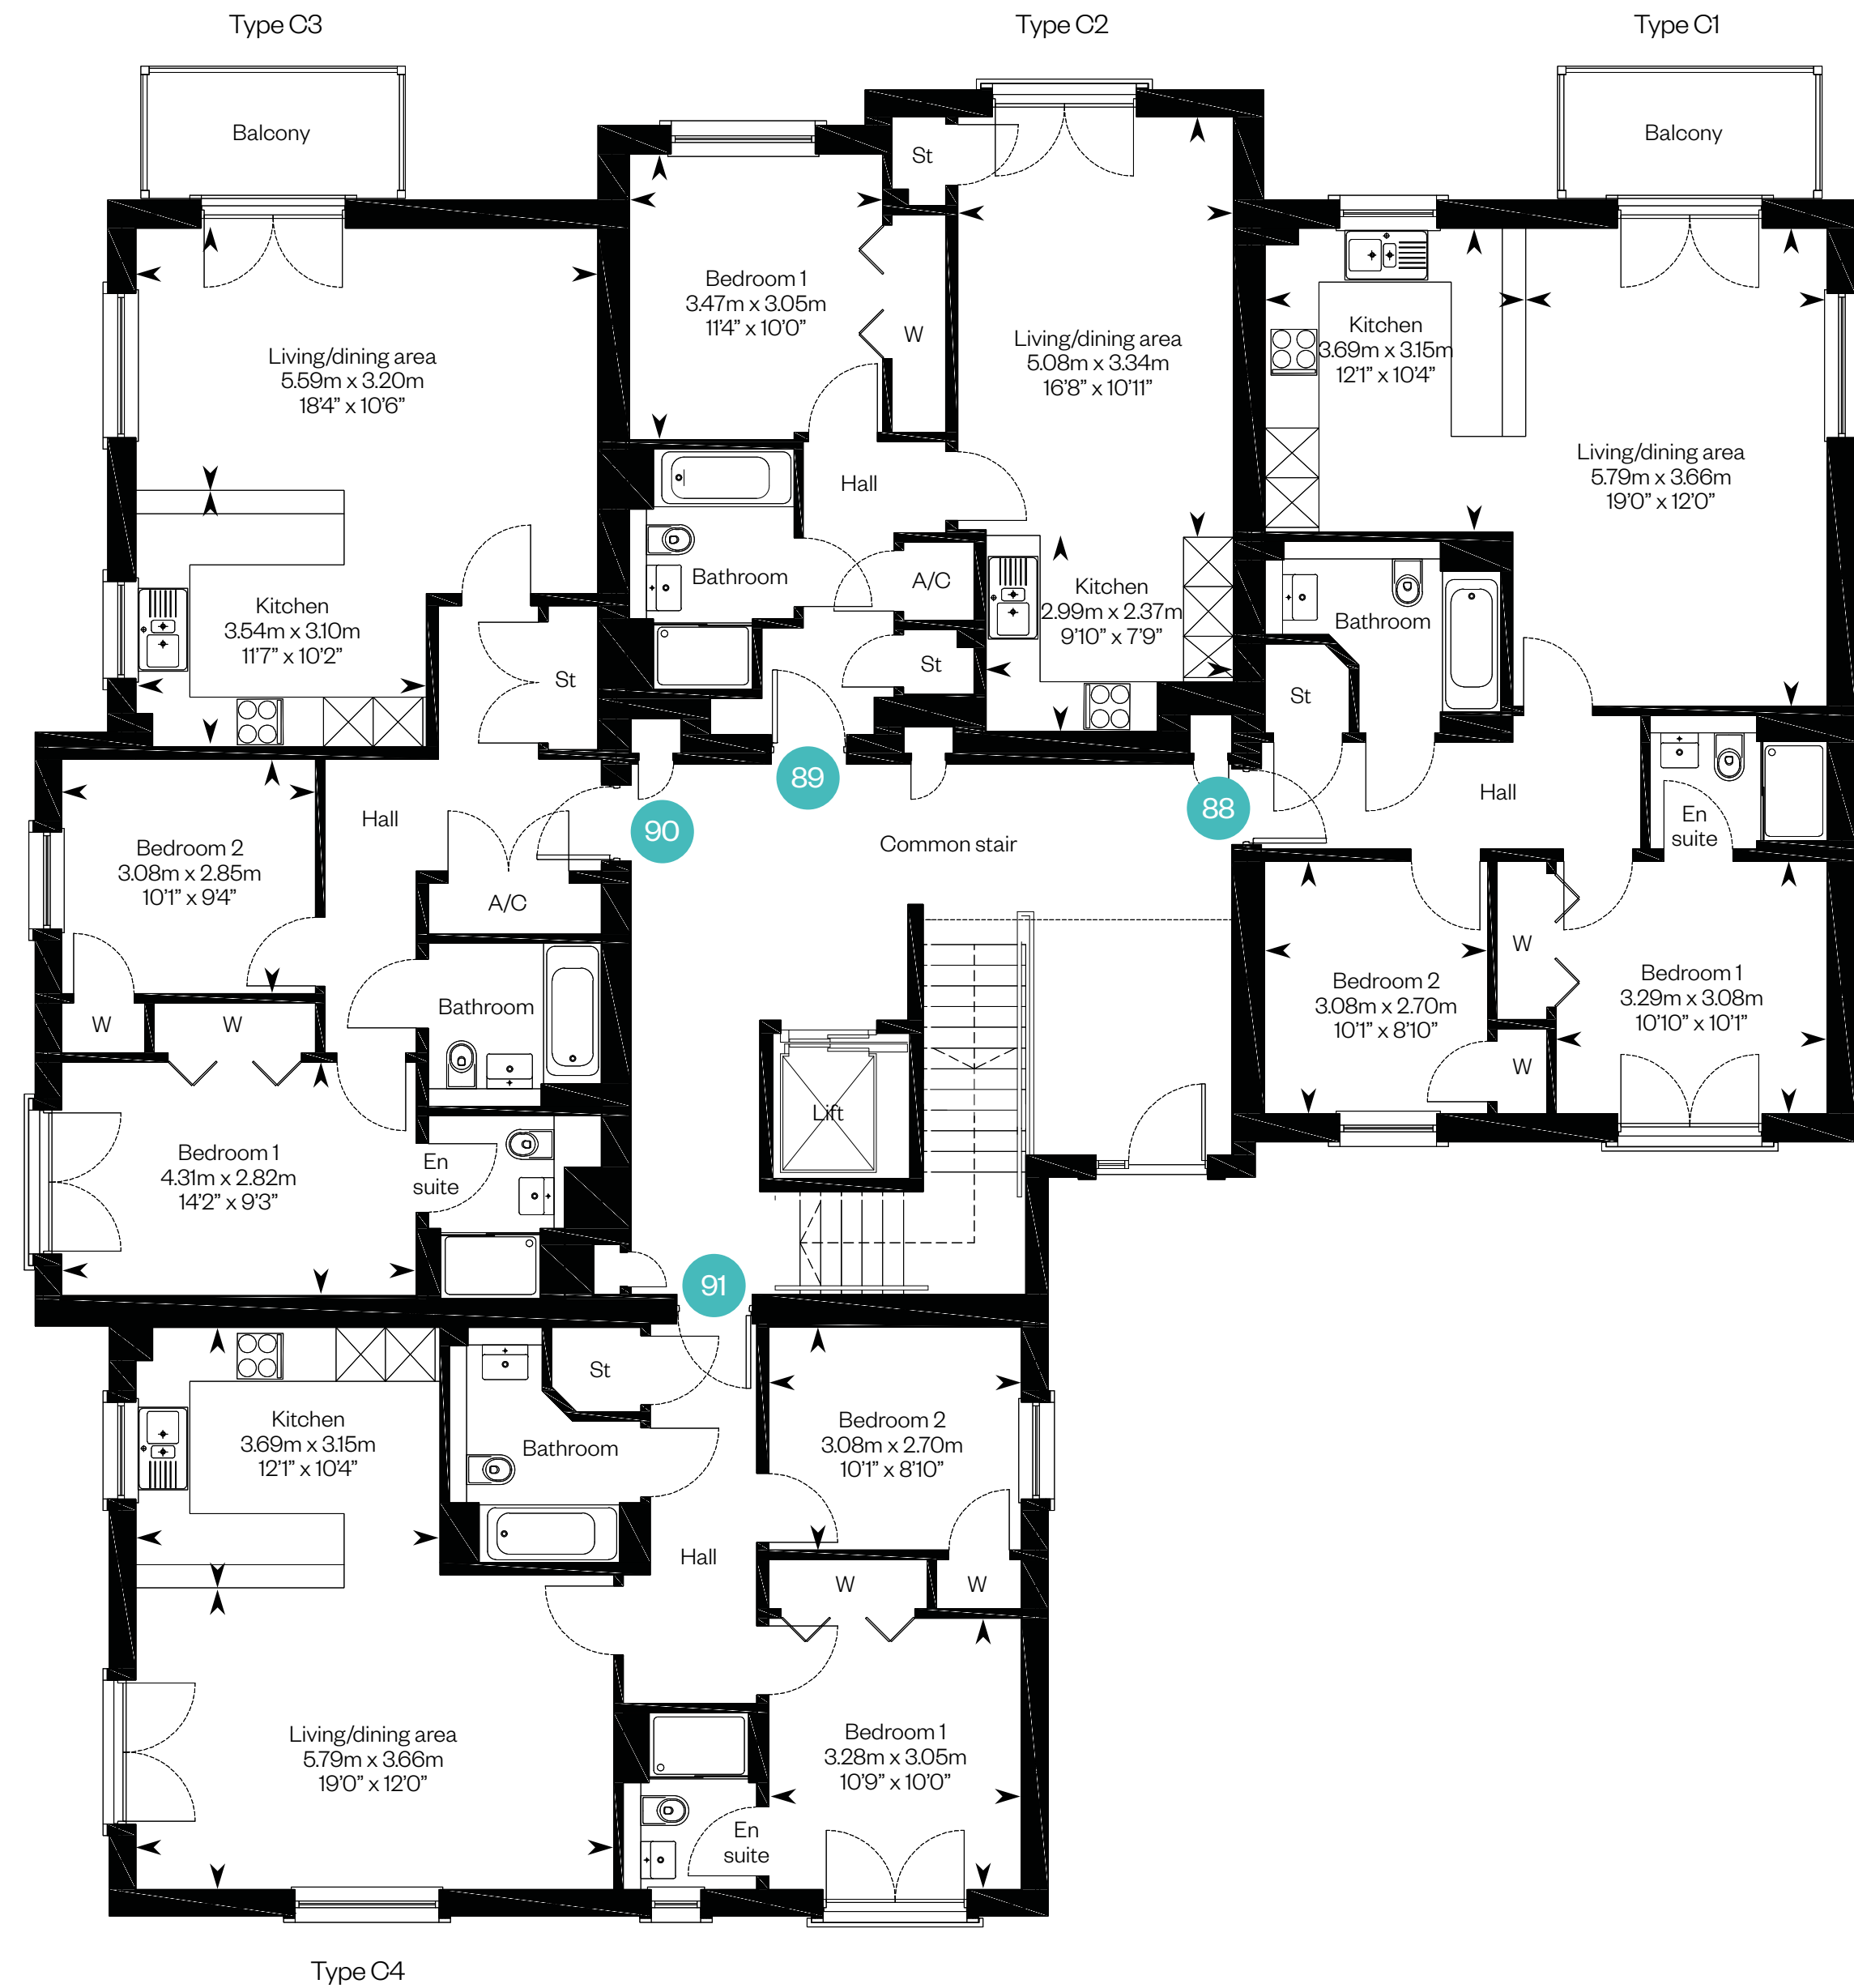 Type C3
Type C2
Type C1
Balcony
Living/dining area
5.59m x 3.20m
18'4” x 10'6”
Kitchen
3.54m x 3.10m
11'7” x 10'2”
St
Hall
A/C
Bedroom 2
3.08m x 2.85m
10'1” x 9'4”
W
W
Bathroom
Bedroom 1
4.31m x 2.82m
14'2” x 9'3”
En
suite
90
Bedroom 1
3.47m x 3.05m
11'4” x 10'0”
W
St
Living/dining area
5.08m x 3.34m
16'8” x 10'11”
Hall
Bathroom
A/C
St
Kitchen
2.99m x 2.37m
9'10” x 7'9”
89
Balcony
Kitchen
3.69m x 3.15m
12'1” x 10'4”
Living/dining area
5.79m x 3.66m
19'0” x 12'0”
Bathroom
St
Hall
En
suite
88
Bedroom 2
3.08m x 2.70m
10'1” x 8'10”
W
W
Bedroom 1
3.29m x 3.08m
10'10” x 10'1”
Common stair
Lift
91
Kitchen
3.69m x 3.15m
12'1” x 10'4”
St
Bathroom
Hall
Bedroom 2
3.08m x 2.70m
10'1” x 8'10”
W
W
Living/dining area
5.79m x 3.66m
19'0” x 12'0”
Bedroom 1
3.28m x 3.05m
10'9” x 10'0”
En
suite
Type C4